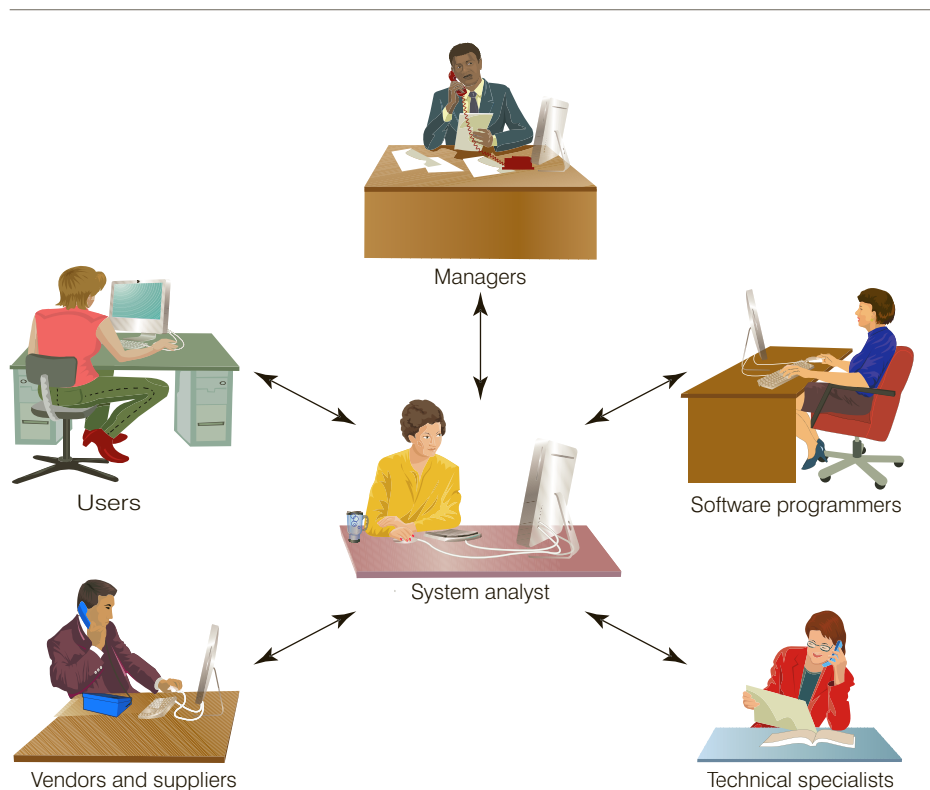 Managers
Users
Software programmers
System analyst
Vendors and suppliers
Technical specialists